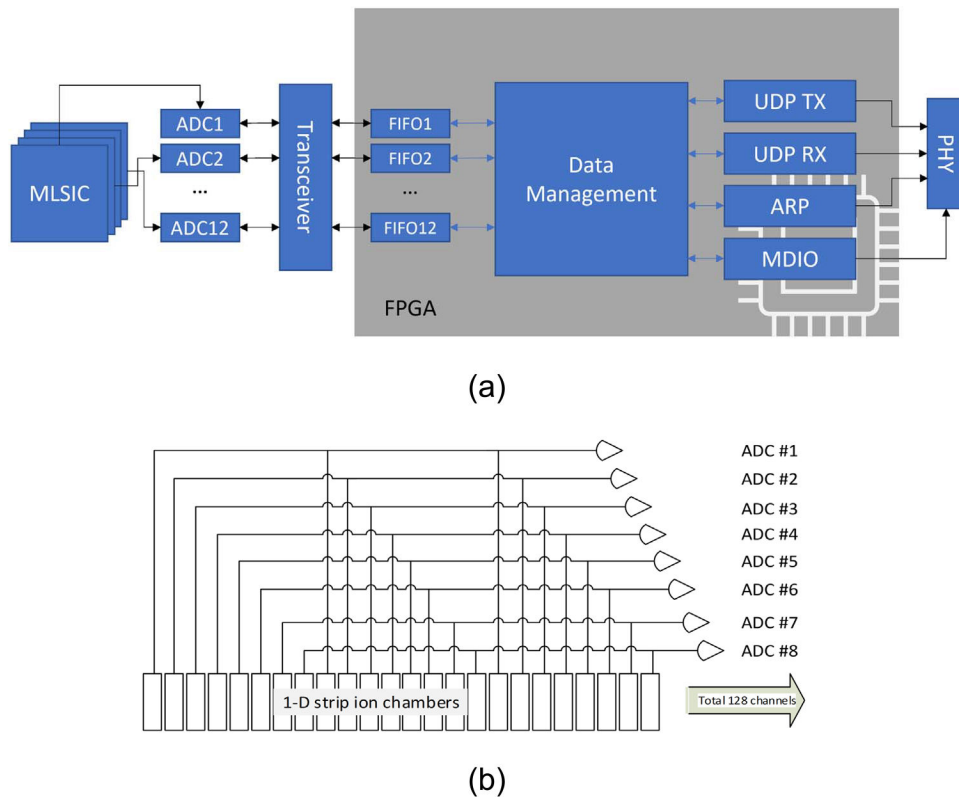 FPGA
MLSIC
ADC1
ADC2
...
ADC12
Transceiver
FIFO1
FIFO2
...
FIFO12
Data
Management
UDP TX
UDP RX
ARP
MDIO
PHY
(a)
ADC #1
ADC #2
ADC #3
ADC #4
ADC #5
ADC #6
ADC #7
ADC #8
1-D strip ion chambers
Total 128 channels
(b)